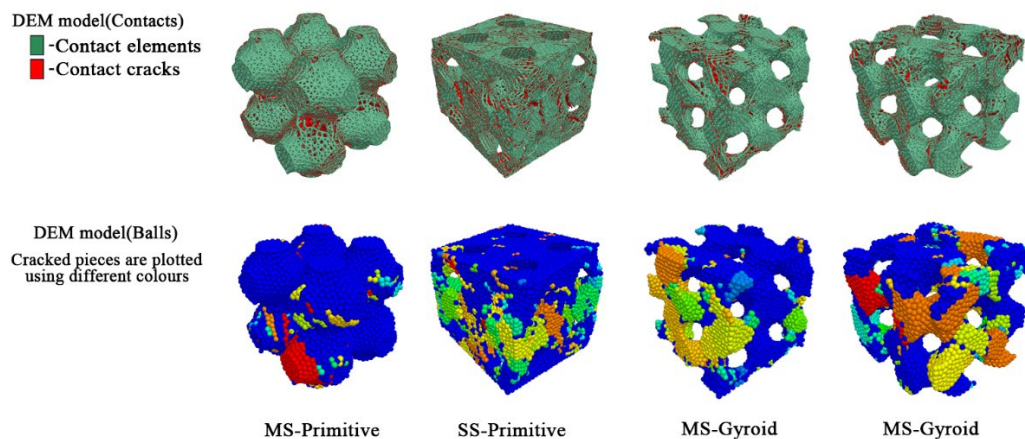 DEM model(Contacts)
-Contact elements
-Contact cracks
DEM model(Balls)
Cracked pieces are plotted
using different colours
MS-Primitive
SS-Primitive
MS-Gyroid
MS-Gyroid